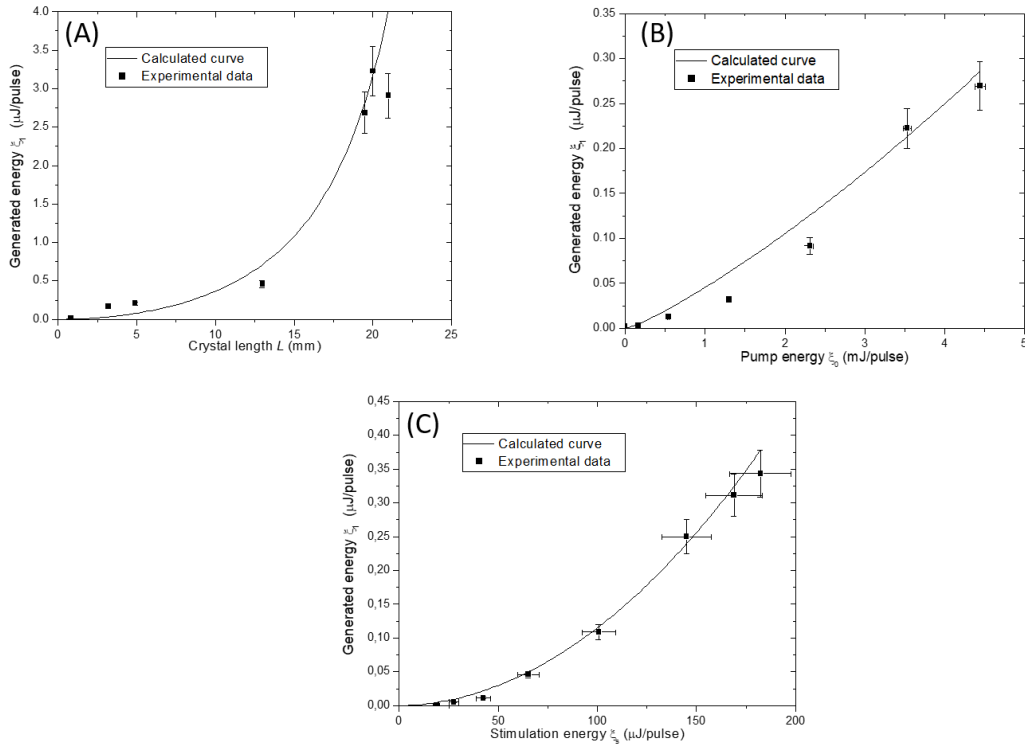 (A)
Calculated curve
Experimental data
Generated energy ξ₁ (μJ/pulse)
4.0
3.5
3.0
2.5
2.0
1.5
1.0
0.5
0.0
0 5 10 15 20 25
Crystal length L (mm)
(B)
Calculated curve
Experimental data
Generated energy ξ₁ (μJ/pulse)
0.35
0.30
0.25
0.20
0.15
0.10
0.05
0.00
0 1 2 3 4 5
Pump energy ξ₀ (mJ/pulse)
(C)
Calculated curve
Experimental data
Generated energy ξ₁ (μJ/pulse)
0,45
0,40
0,35
0,30
0,25
0,20
0,15
0,10
0,05
0,00
0 50 100 150 200
Stimulation energy ξₛ (μJ/pulse)